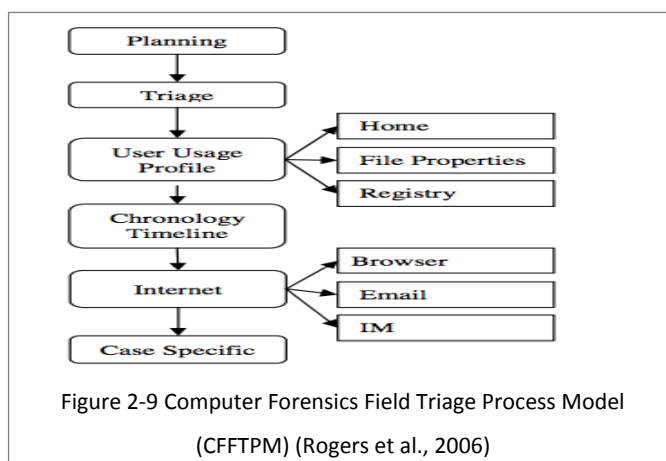 Planning
Triage
User Usage
Profile
Home
File Properties
Registry
Chronology
Timeline
Internet
Browser
Email
IM
Case Specific
Figure 2-9 Computer Forensics Field Triage Process Model
(CFFTPM) (Rogers et al., 2006)